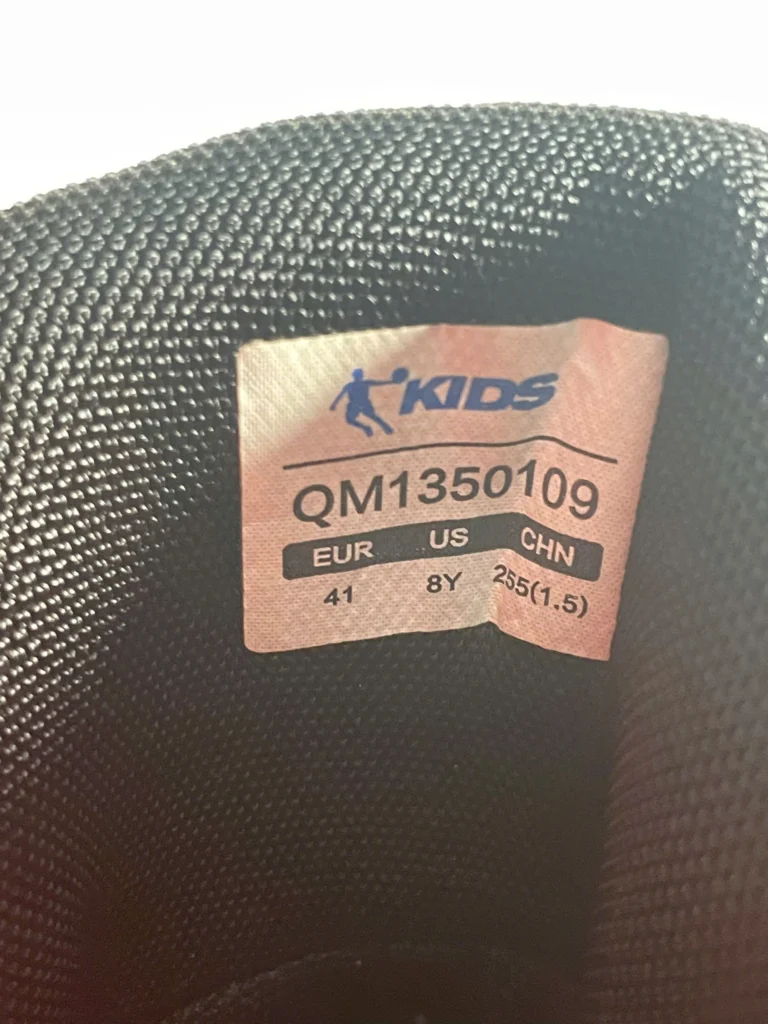 KIDS
QM1350109
EUR US CHN
41 8Y 255(1.5)